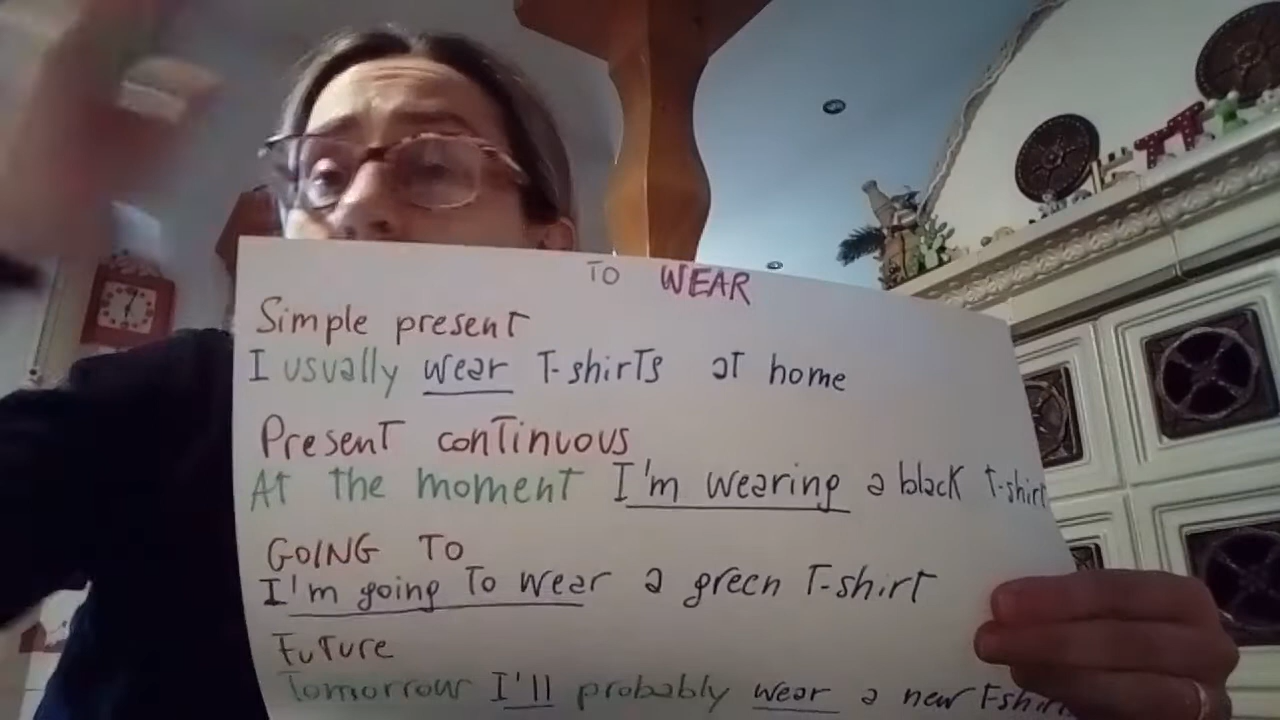 TO WEAR
Simple present
I usually wear T-shirts at home
Present continuous
At the moment I'm wearing a black t-shirt
GOING TO
I'm going to wear a green T-shirt
Future
Tomorrow I'll probably wear a new